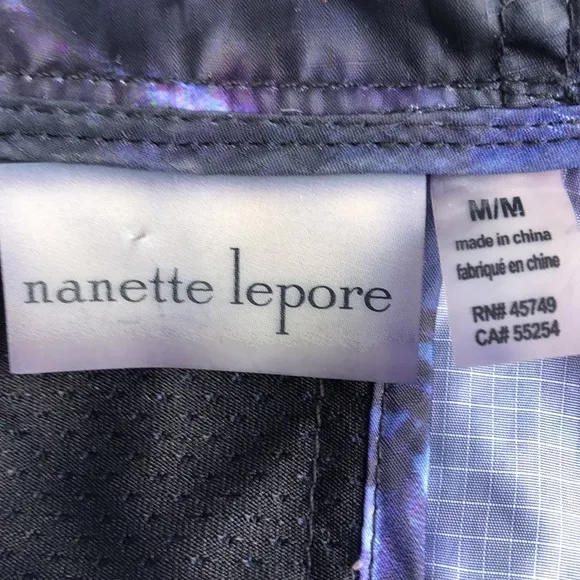 nanette lepore
M/M
made in china
fabriqué en chine
RN# 45749
CA# 55254